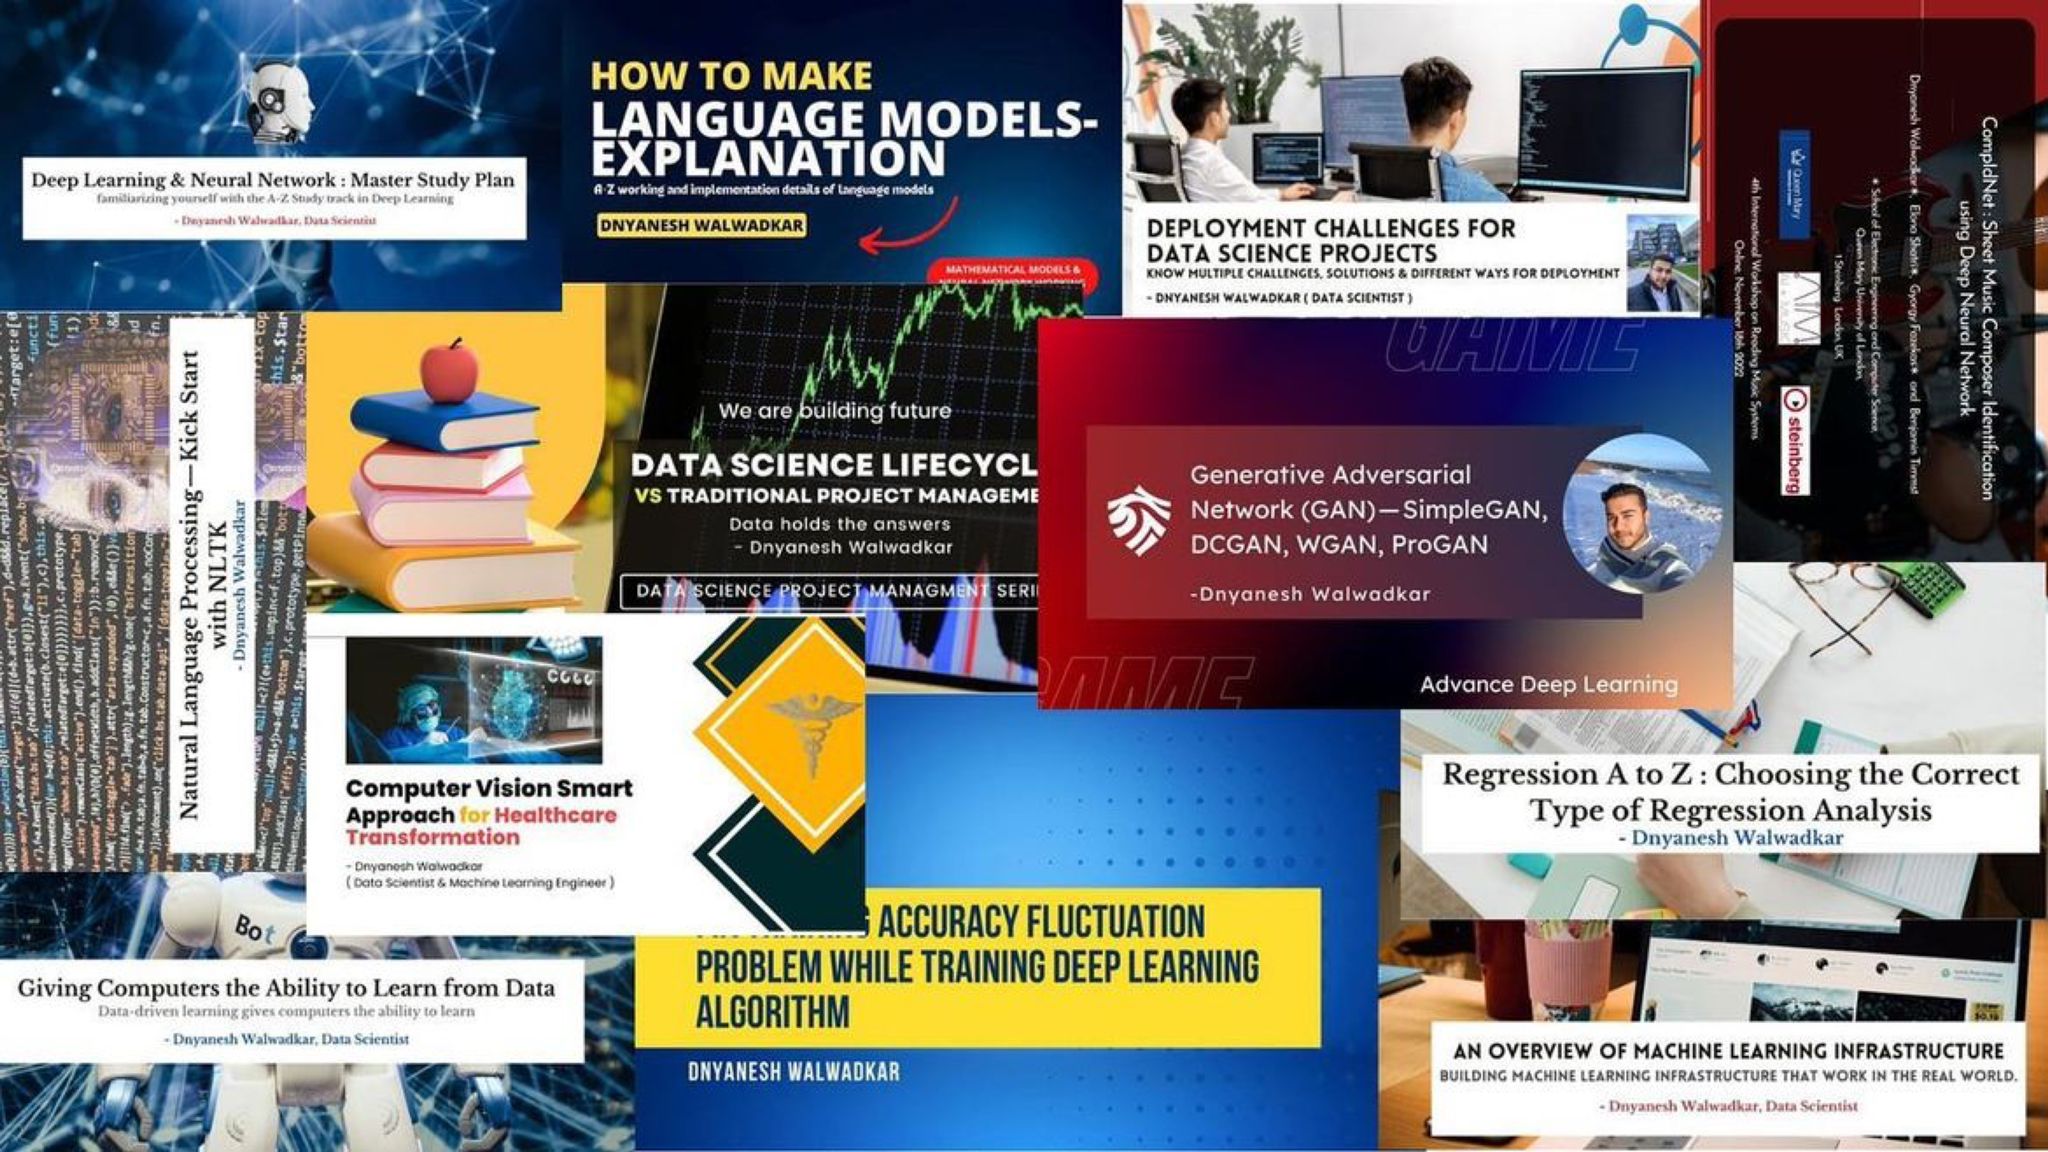 Deep Learning & Neural Network : Master Study Plan
familiarizing yourself with the A-Z Study track in Deep Learning
- Dnyanesh Walwadkar, Data Scientist
HOW TO MAKE
LANGUAGE MODELS-
EXPLANATION
A-Z working and implementation details of language models
DNYANESH WALWADKAR
MATHEMATICAL MODELS &
DEPLOYMENT CHALLENGES FOR
DATA SCIENCE PROJECTS
KNOW MULTIPLE CHALLENGES, SOLUTIONS & DIFFERENT WAYS FOR DEPLOYMENT
- DNYANESH WALWADKAR ( DATA SCIENTIST )
CompIdNet : Sheet Music Composer Identification
using Deep Neural Network
Dnyanesh Walwadkar, Elona Shatri, Gyorgy Fazekas and Benjamin Timms
School of Electronic Engineering and Computer Science
Queen Mary University of London,
Steinberg London, UK
Queen Mary
AIM
steinberg
4th International Workshop on Reading Music Systems
Online, November 18th 2022
Natural Language Processing—Kick Start
with NLTK
- Dnyanesh Walwadkar
We are building future
DATA SCIENCE LIFECYCL
VS TRADITIONAL PROJECT MANAGEME
Data holds the answers
- Dnyanesh Walwadkar
DATA SCIENCE PROJECT MANAGMENT SERI
GAME
Generative Adversarial
Network (GAN)—SimpleGAN,
DCGAN, WGAN, ProGAN
-Dnyanesh Walwadkar
Advance Deep Learning
GAME
Computer Vision Smart
Approach for Healthcare
Transformation
- Dnyanesh Walwadkar
( Data Scientist & Machine Learning Engineer )
Regression A to Z : Choosing the Correct
Type of Regression Analysis
- Dnyanesh Walwadkar
Bot
Giving Computers the Ability to Learn from Data
Data-driven learning gives computers the ability to learn
- Dnyanesh Walwadkar, Data Scientist
ACCURACY FLUCTUATION
PROBLEM WHILE TRAINING DEEP LEARNING
ALGORITHM
DNYANESH WALWADKAR
AN OVERVIEW OF MACHINE LEARNING INFRASTRUCTURE
BUILDING MACHINE LEARNING INFRASTRUCTURE THAT WORK IN THE REAL WORLD.
- Dnyanesh Walwadkar, Data Scientist